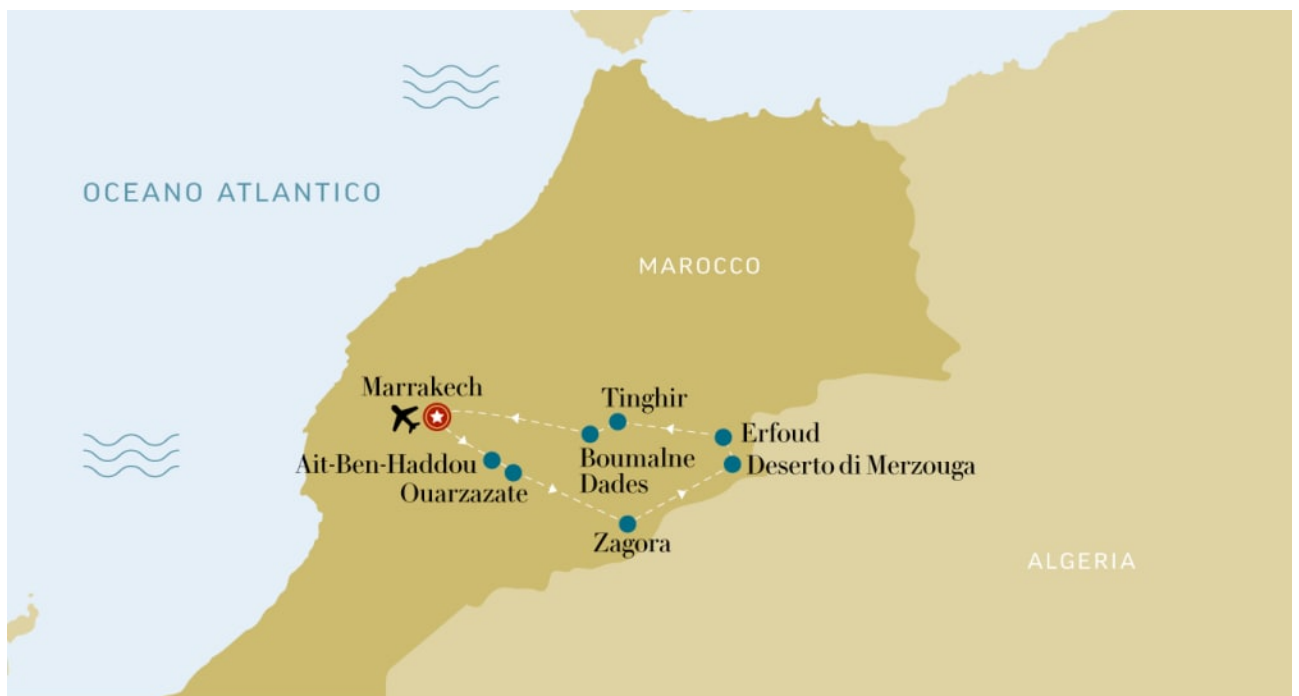 OCEANO ATLANTICO
MAROCCO
Marrakech
Tinghir
Erfoud
Ait-Ben-Haddou
Boumalne
Dades
Deserto di Merzouga
Ouarzazate
Zagora
ALGERIA